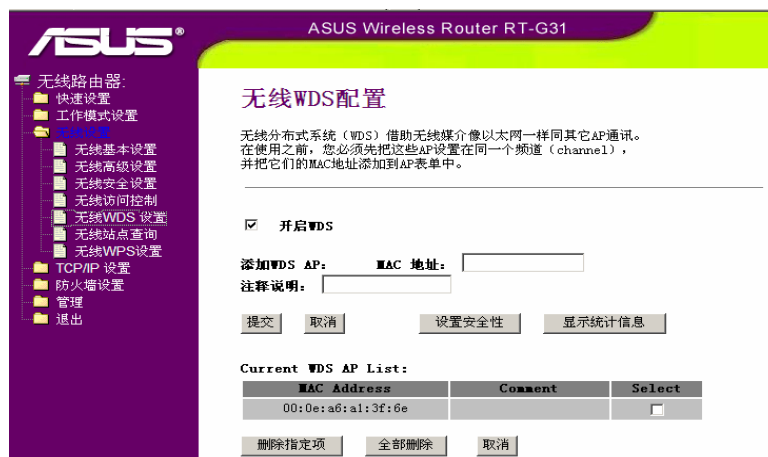 ASUS®
ASUS Wireless Router RT-G31
无线路由器:
快速设置
工作模式设置
无线设置
无线基本设置
无线高级设置
无线安全设置
无线访问控制
无线WDS 设置
无线站点查询
无线WPS设置
TCP/IP 设置
防火墙设置
管理
退出
无线WDS配置
无线分布式系统（WDS）借助无线媒介像以太网一样同其它AP通讯。
在使用之前，您必须先把这些AP设置在同一个频道（channel），
并把它们的MAC地址添加到AP表单中。
开启WDS
添加WDS AP: MAC 地址:
注释说明:
提交 取消 设置安全性 显示统计信息
Current WDS AP List:
MAC Address Comment Select
00:0e:a6:a1:3f:6e
删除指定项 全部删除 取消